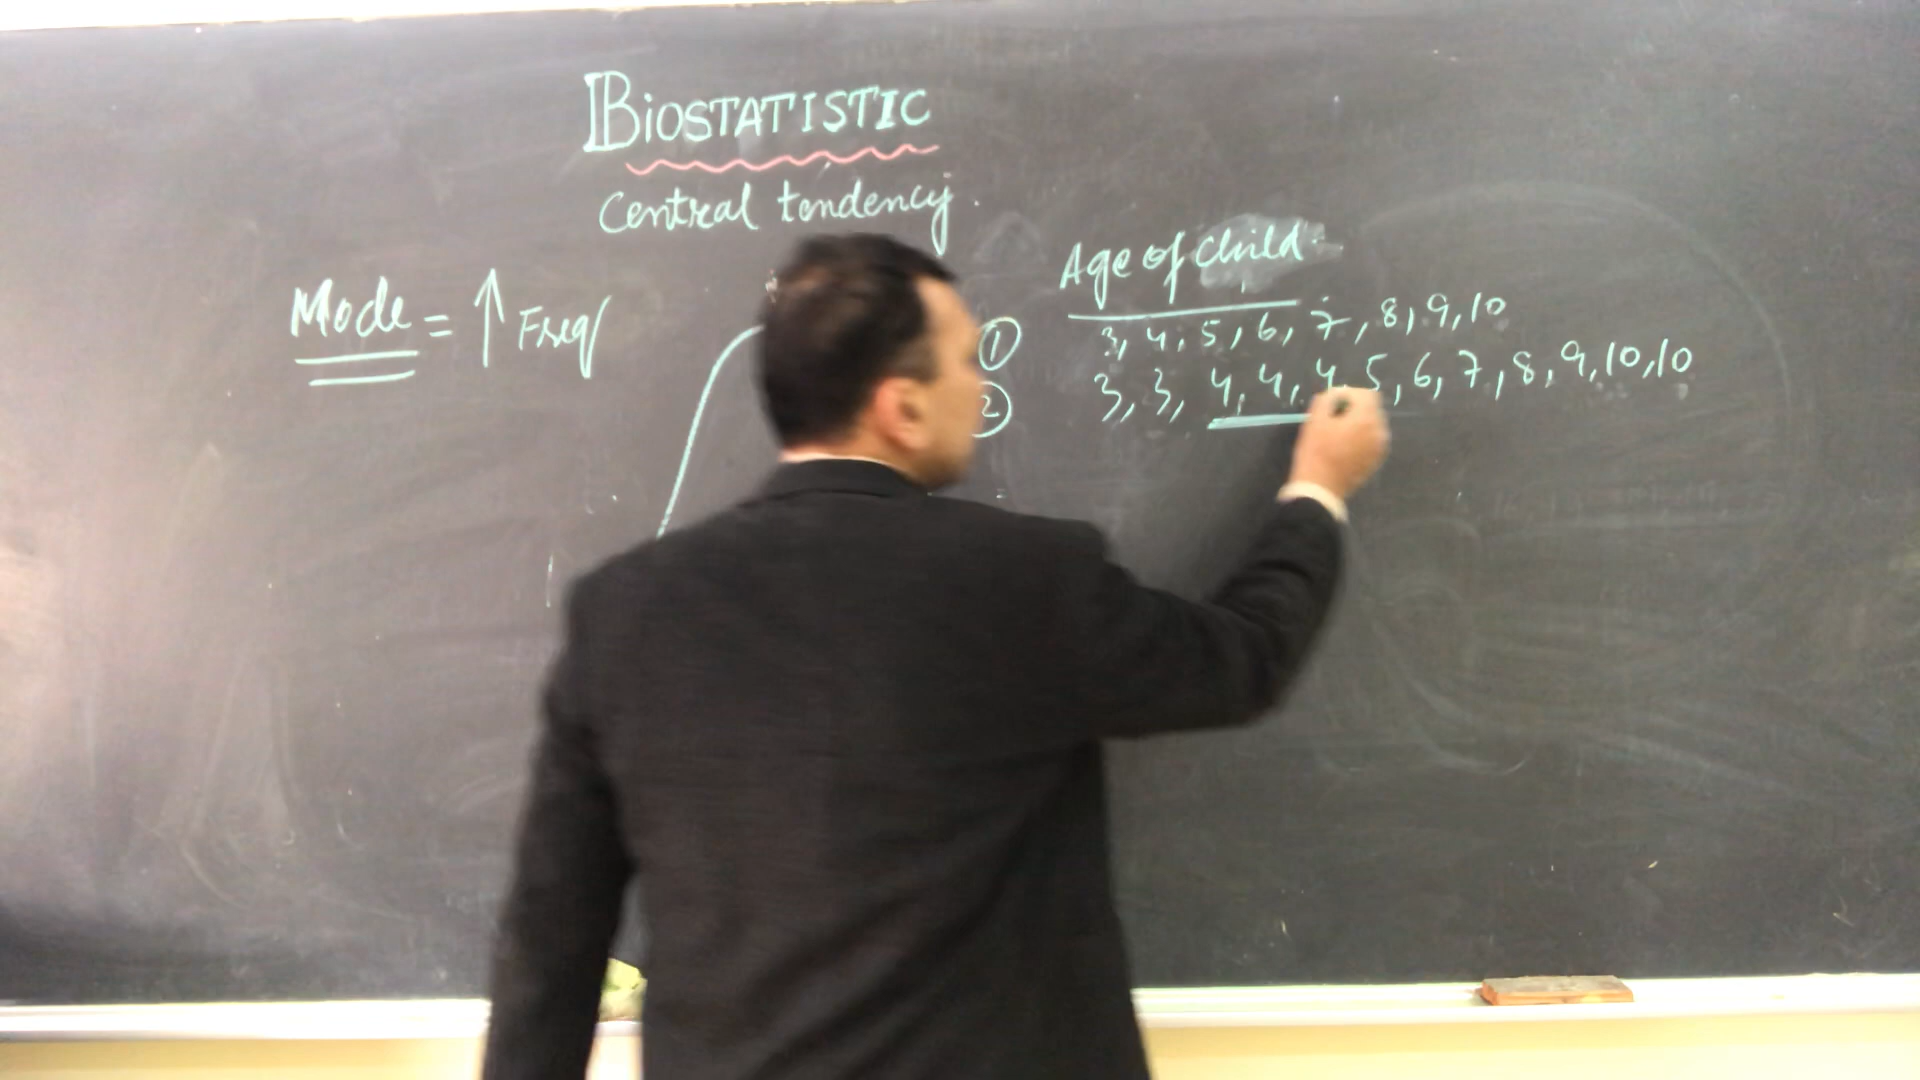 BIOSTATISTIC
Central tendency.
Mode = ↑ Freq
Age of child
① 3, 4, 5, 6, 7, 8, 9, 10
② 3, 3, 4, 4, 4, 5, 6, 7, 8, 9, 10, 10